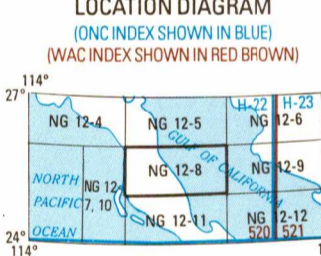 LOCATION DIAGRAM
(ONC INDEX SHOWN IN BLUE)
(WAC INDEX SHOWN IN RED BROWN)
114°
27°
H-22 H-23
NG 12-4 NG 12-5 NG 12-6
GULF OF CALIFORNIA
NORTH PACIFIC OCEAN
NG 12-8
NG 12-9
NG 12-7, 10
NG 12-11
NG 12-12
520 521
24°
114°